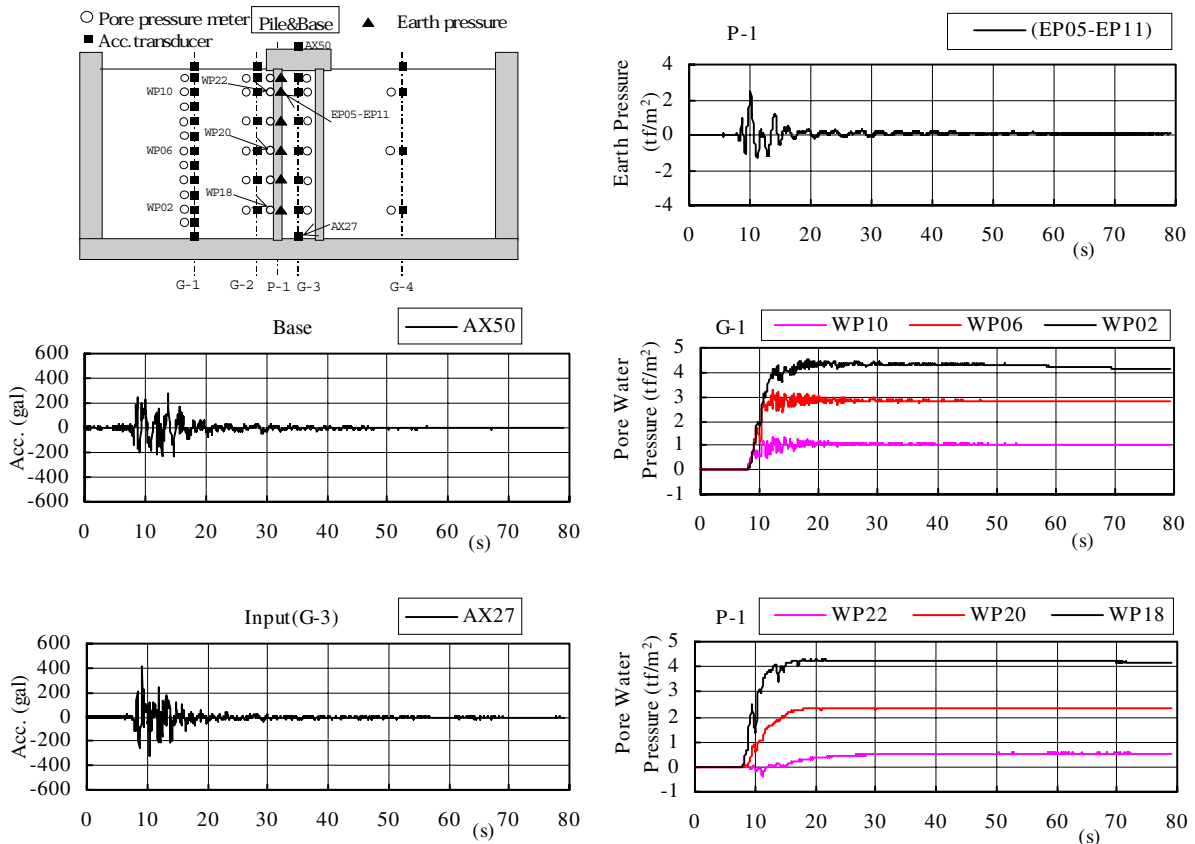 Pore pressure meter
Pile&Base
Earth pressure
Acc. transducer
AX50
WP22
WP10
EP05-EP11
WP20
WP06
WP18
WP02
AX27
G-1
G-2
P-1
G-3
G-4
P-1
(EP05-EP11)
Earth Pressure
(tf/m²)
4
2
0
-2
-4
0 10 20 30 40 50 60 70 80
(s)
Base
AX50
Acc. (gal)
600
400
200
0
-200
-400
-600
0 10 20 30 40 50 60 70 80
(s)
G-1
WP10 WP06 WP02
Pore Water
Pressure (tf/m²)
5
4
3
2
1
0
-1
0 10 20 30 40 50 60 70 80
(s)
Input(G-3)
AX27
Acc. (gal)
600
400
200
0
-200
-400
-600
0 10 20 30 40 50 60 70 80
(s)
P-1
WP22 WP20 WP18
Pore Water
Pressure (tf/m²)
5
4
3
2
1
0
-1
0 10 20 30 40 50 60 70 80
(s)